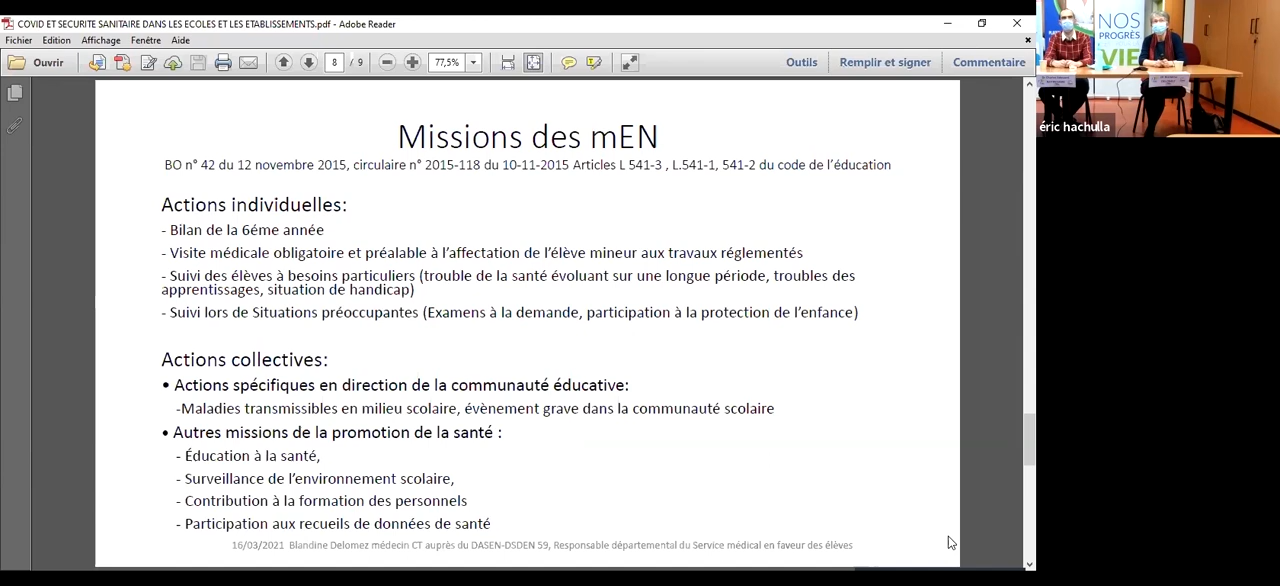 COVID ET SECURITE SANITAIRE DANS LES ECOLES ET LES ETABLISSEMENTS.pdf - Adobe Reader
Fichier Edition Affichage Fenêtre Aide
Ouvrir 8 / 9 77,5% Outils Remplir et signer Commentaire
NOS
PROGRÈS
VIE
éric hachulla
Missions des mEN
BO n° 42 du 12 novembre 2015, circulaire n° 2015-118 du 10-11-2015 Articles L 541-3 , L.541-1, 541-2 du code de l’éducation
Actions individuelles:
- Bilan de la 6éme année
- Visite médicale obligatoire et préalable à l’affectation de l’élève mineur aux travaux réglementés
- Suivi des élèves à besoins particuliers (trouble de la santé évoluant sur une longue période, troubles des
apprentissages, situation de handicap)
- Suivi lors de Situations préoccupantes (Examens à la demande, participation à la protection de l’enfance)
Actions collectives:
• Actions spécifiques en direction de la communauté éducative:
-Maladies transmissibles en milieu scolaire, évènement grave dans la communauté scolaire
• Autres missions de la promotion de la santé :
- Éducation à la santé,
- Surveillance de l’environnement scolaire,
- Contribution à la formation des personnels
- Participation aux recueils de données de santé
16/03/2021 Blandine Delomez médecin CT auprès du DASEN-DSDEN 59, Responsable départemental du Service médical en faveur des élèves